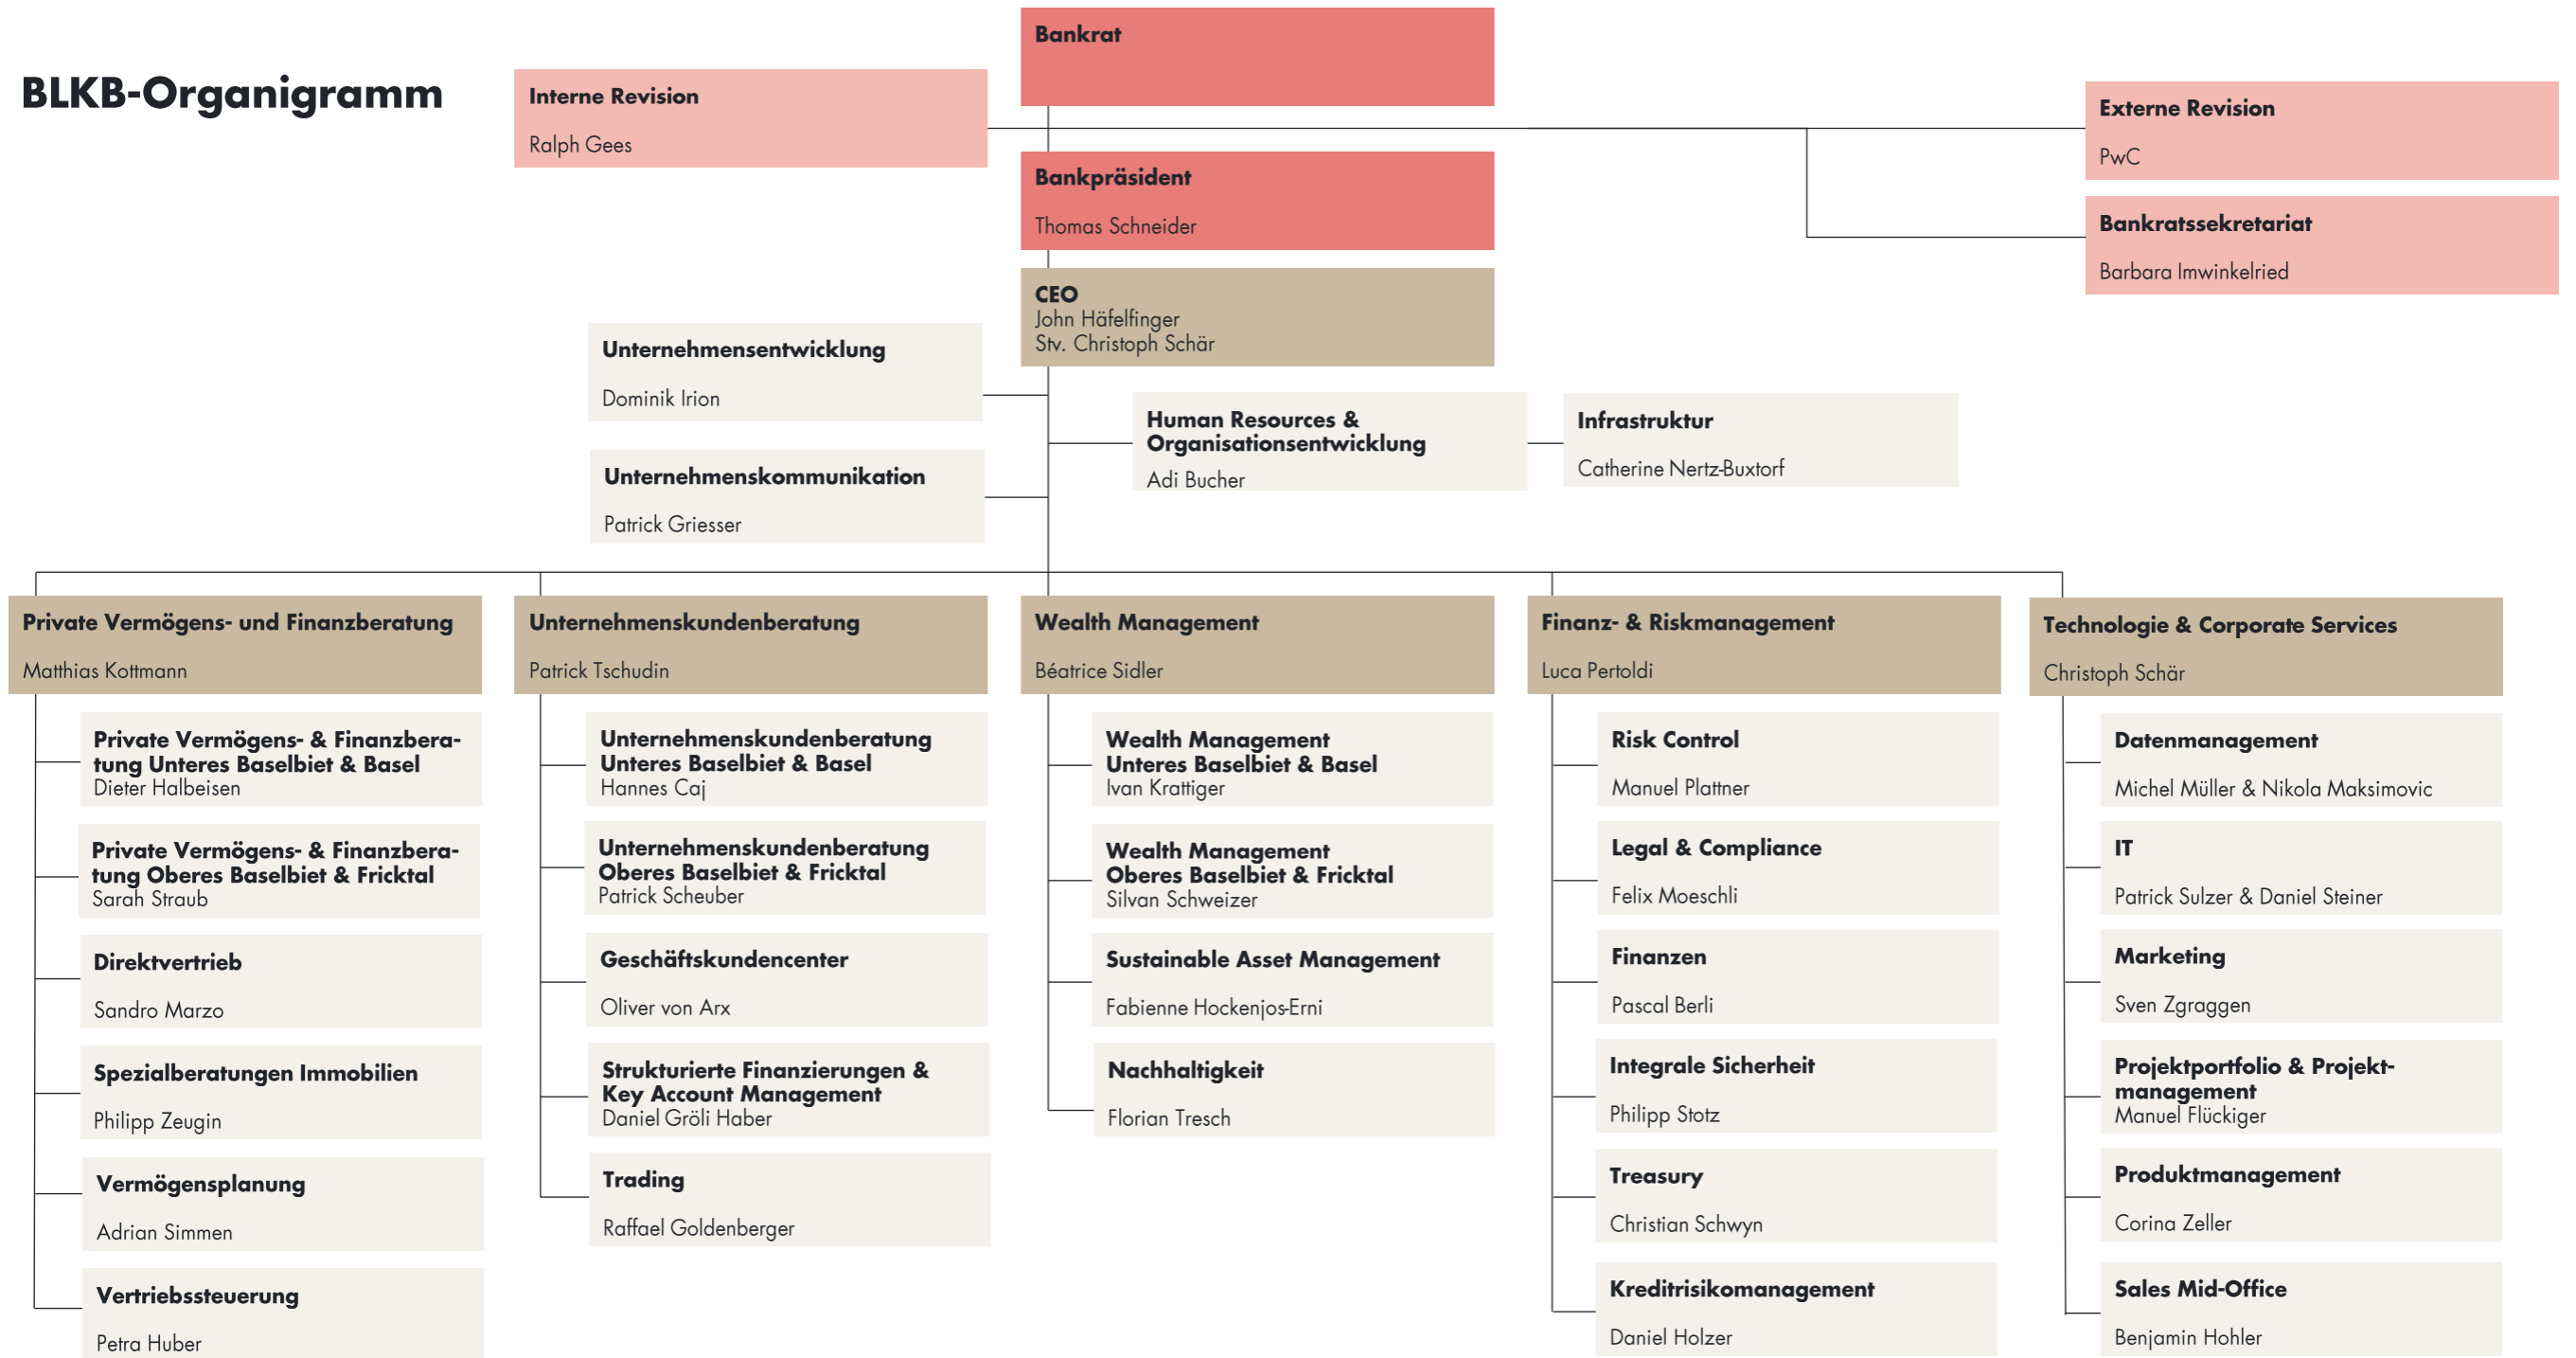 BLKB-Organigramm
Bankrat
Interne Revision
Ralph Gees
Externe Revision
PwC
Bankpräsident
Thomas Schneider
Bankratssekretariat
Barbara Imwinkelried
CEO
John Häfelfinger
Stv. Christoph Schär
Unternehmensentwicklung
Dominik Irion
Human Resources &
Organisationsentwicklung
Adi Bucher
Infrastruktur
Catherine Nertz-Buxtorf
Unternehmenskommunikation
Patrick Griesser
Private Vermögens- und Finanzberatung
Matthias Kottmann
Private Vermögens- & Finanzbera-
tung Unteres Baselbiet & Basel
Dieter Halbeisen
Private Vermögens- & Finanzbera-
tung Oberes Baselbiet & Fricktal
Sarah Straub
Direktvertrieb
Sandro Marzo
Spezialberatungen Immobilien
Philipp Zeugin
Vermögensplanung
Adrian Simmen
Vertriebssteuerung
Petra Huber
Unternehmenskundenberatung
Patrick Tschudin
Unternehmenskundenberatung
Unteres Baselbiet & Basel
Hannes Caj
Unternehmenskundenberatung
Oberes Baselbiet & Fricktal
Patrick Scheuber
Geschäftskundencenter
Oliver von Arx
Strukturierte Finanzierungen &
Key Account Management
Daniel Gröli Haber
Trading
Raffael Goldenberger
Wealth Management
Béatrice Sidler
Wealth Management
Unteres Baselbiet & Basel
Ivan Krattiger
Wealth Management
Oberes Baselbiet & Fricktal
Silvan Schweizer
Sustainable Asset Management
Fabienne Hockenjos-Erni
Nachhaltigkeit
Florian Tresch
Finanz- & Riskmanagement
Luca Pertoldi
Risk Control
Manuel Plattner
Legal & Compliance
Felix Moeschli
Finanzen
Pascal Berli
Integrale Sicherheit
Philipp Stotz
Treasury
Christian Schwyn
Kreditrisikomanagement
Daniel Holzer
Technologie & Corporate Services
Christoph Schär
Datenmanagement
Michel Müller & Nikola Maksimovic
IT
Patrick Sulzer & Daniel Steiner
Marketing
Sven Zgraggen
Projektportfolio & Projekt-
management
Manuel Flückiger
Produktmanagement
Corina Zeller
Sales Mid-Office
Benjamin Hohler